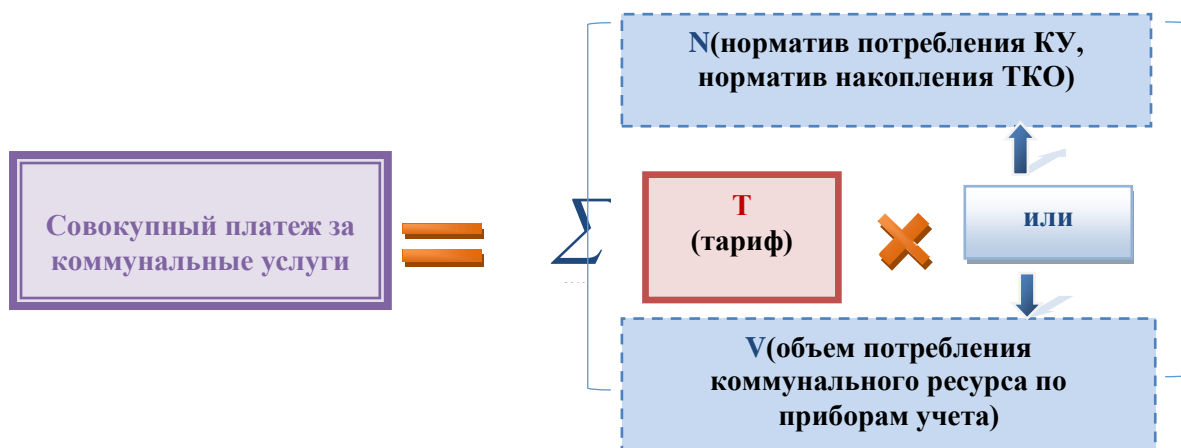 N(норматив потребления КУ,
норматив накопления ТКО)
Совокупный платеж за
коммунальные услуги
=
∑
Т
(тариф)
×
или
V(объем потребления
коммунального ресурса по
приборам учета)